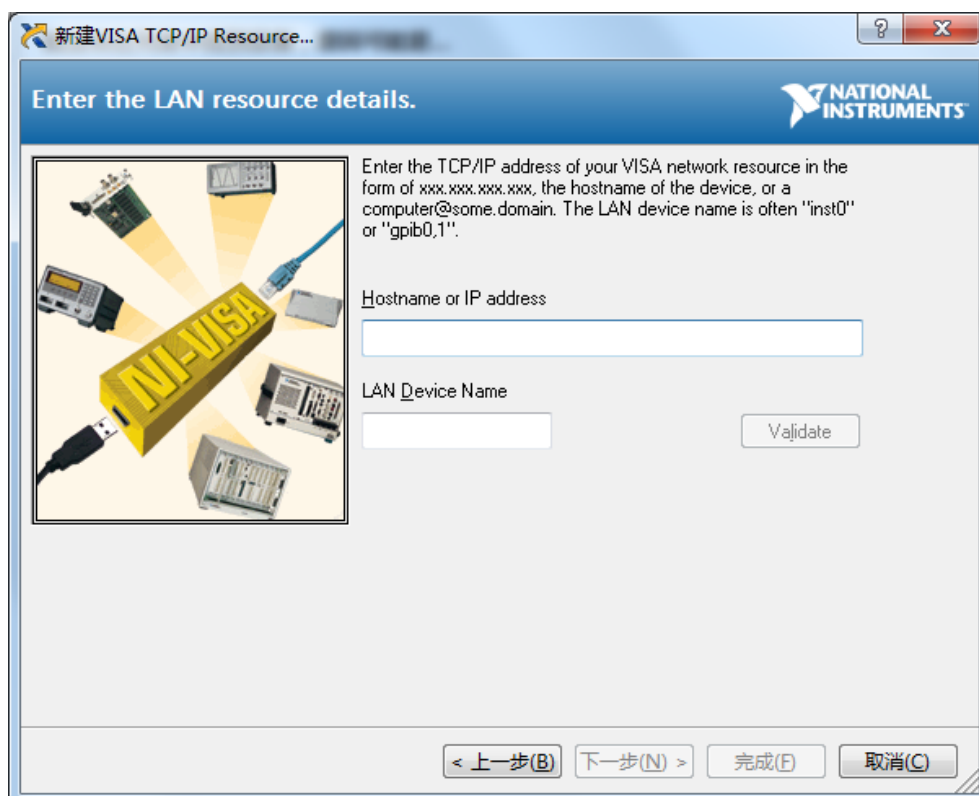 新建VISA TCP/IP Resource...
Enter the LAN resource details.
NATIONAL
INSTRUMENTS
Enter the TCP/IP address of your VISA network resource in the
form of xxx.xxx.xxx.xxx, the hostname of the device, or a
computer@some.domain. The LAN device name is often "inst0"
or "gpib0,1".
NI-VISA
Hostname or IP address
LAN Device Name
Validate
< 上一步(B)
下一步(N) >
完成(F)
取消(C)